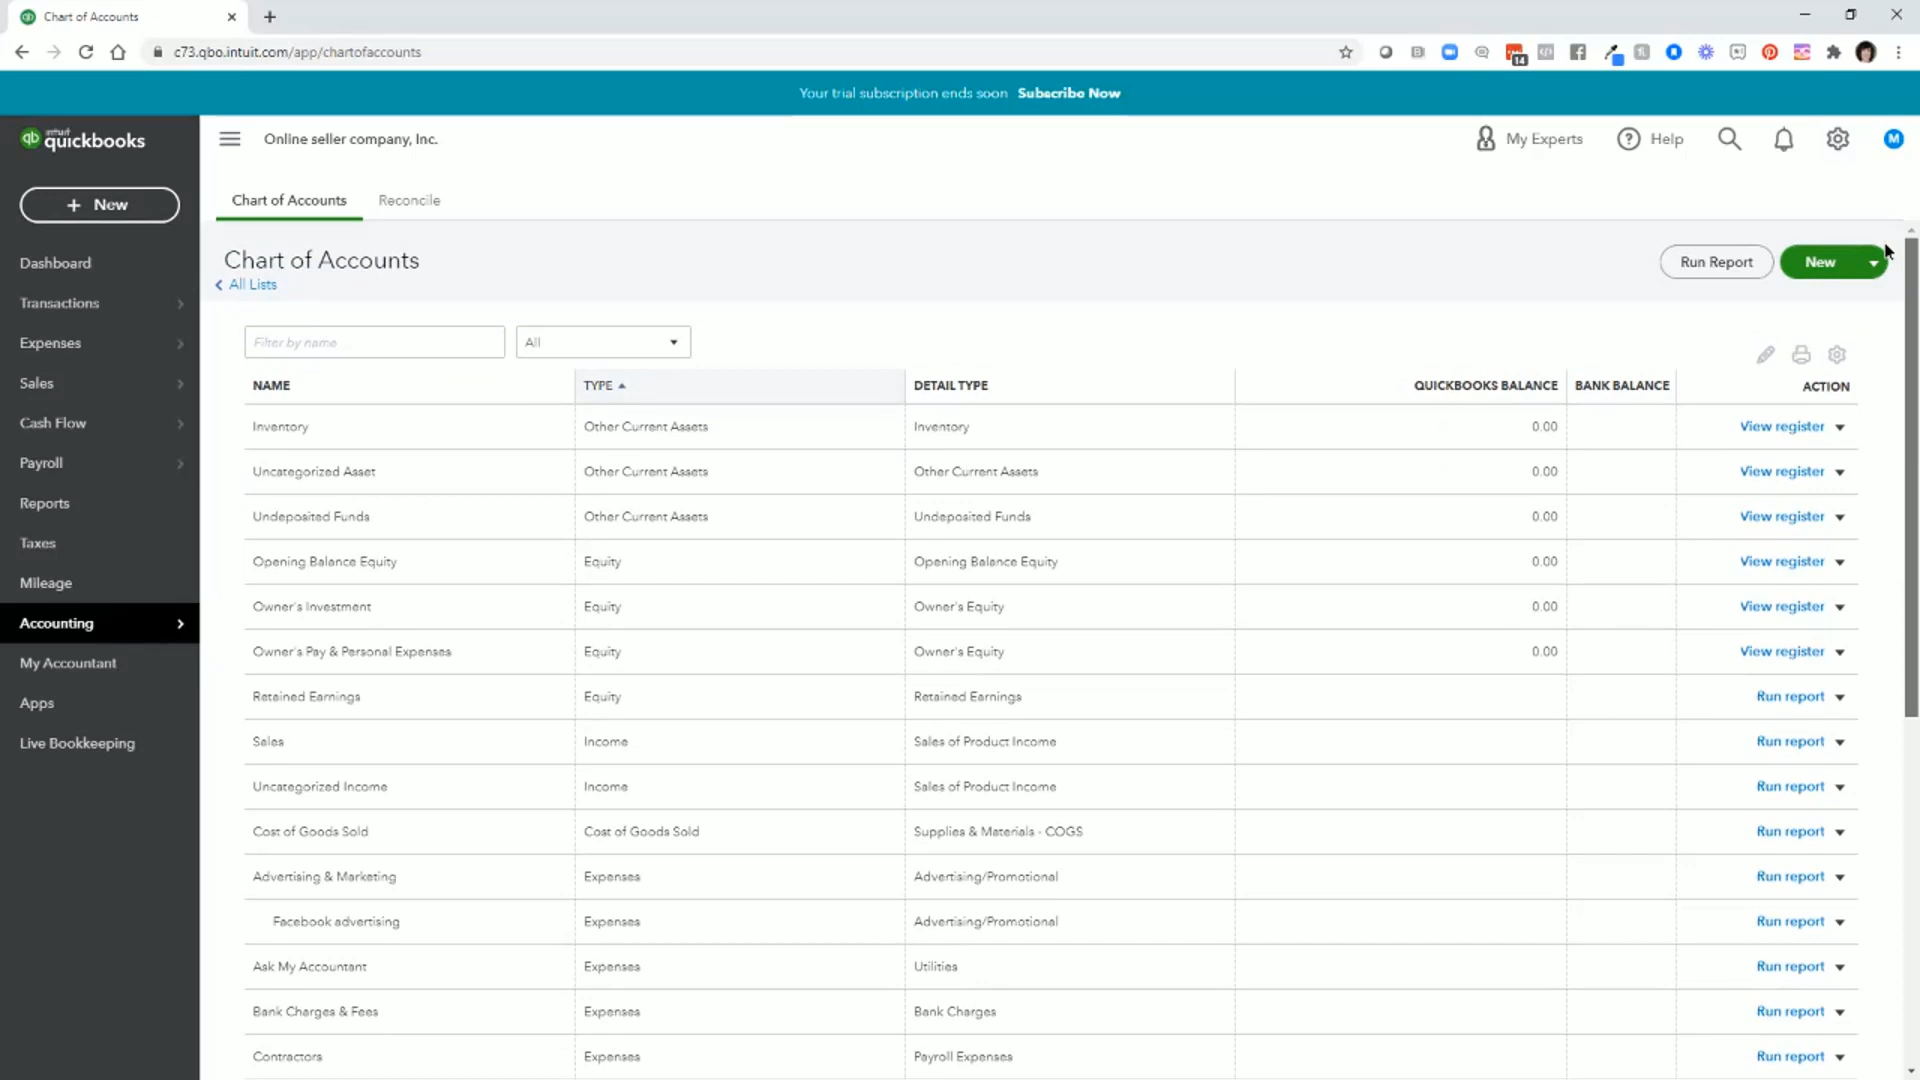 Chart of Accounts
c73.qbo.intuit.com/app/chartofaccounts
14
Your trial subscription ends soon Subscribe Now
qb intuit quickbooks
Online seller company, Inc.
My Experts
? Help
M
+ New
Chart of Accounts
Reconcile
Dashboard
Transactions
Expenses
Sales
Cash Flow
Payroll
Reports
Taxes
Mileage
Accounting
My Accountant
Apps
Live Bookkeeping
Chart of Accounts
All Lists
Run Report
New
Filter by name
All
NAME TYPE DETAIL TYPE QUICKBOOKS BALANCE BANK BALANCE ACTION
Inventory Other Current Assets Inventory 0.00 View register
Uncategorized Asset Other Current Assets Other Current Assets 0.00 View register
Undeposited Funds Other Current Assets Undeposited Funds 0.00 View register
Opening Balance Equity Equity Opening Balance Equity 0.00 View register
Owner's Investment Equity Owner's Equity 0.00 View register
Owner's Pay & Personal Expenses Equity Owner's Equity 0.00 View register
Retained Earnings Equity Retained Earnings Run report
Sales Income Sales of Product Income Run report
Uncategorized Income Income Sales of Product Income Run report
Cost of Goods Sold Cost of Goods Sold Supplies & Materials - COGS Run report
Advertising & Marketing Expenses Advertising/Promotional Run report
Facebook advertising Expenses Advertising/Promotional Run report
Ask My Accountant Expenses Utilities Run report
Bank Charges & Fees Expenses Bank Charges Run report
Contractors Expenses Payroll Expenses Run report